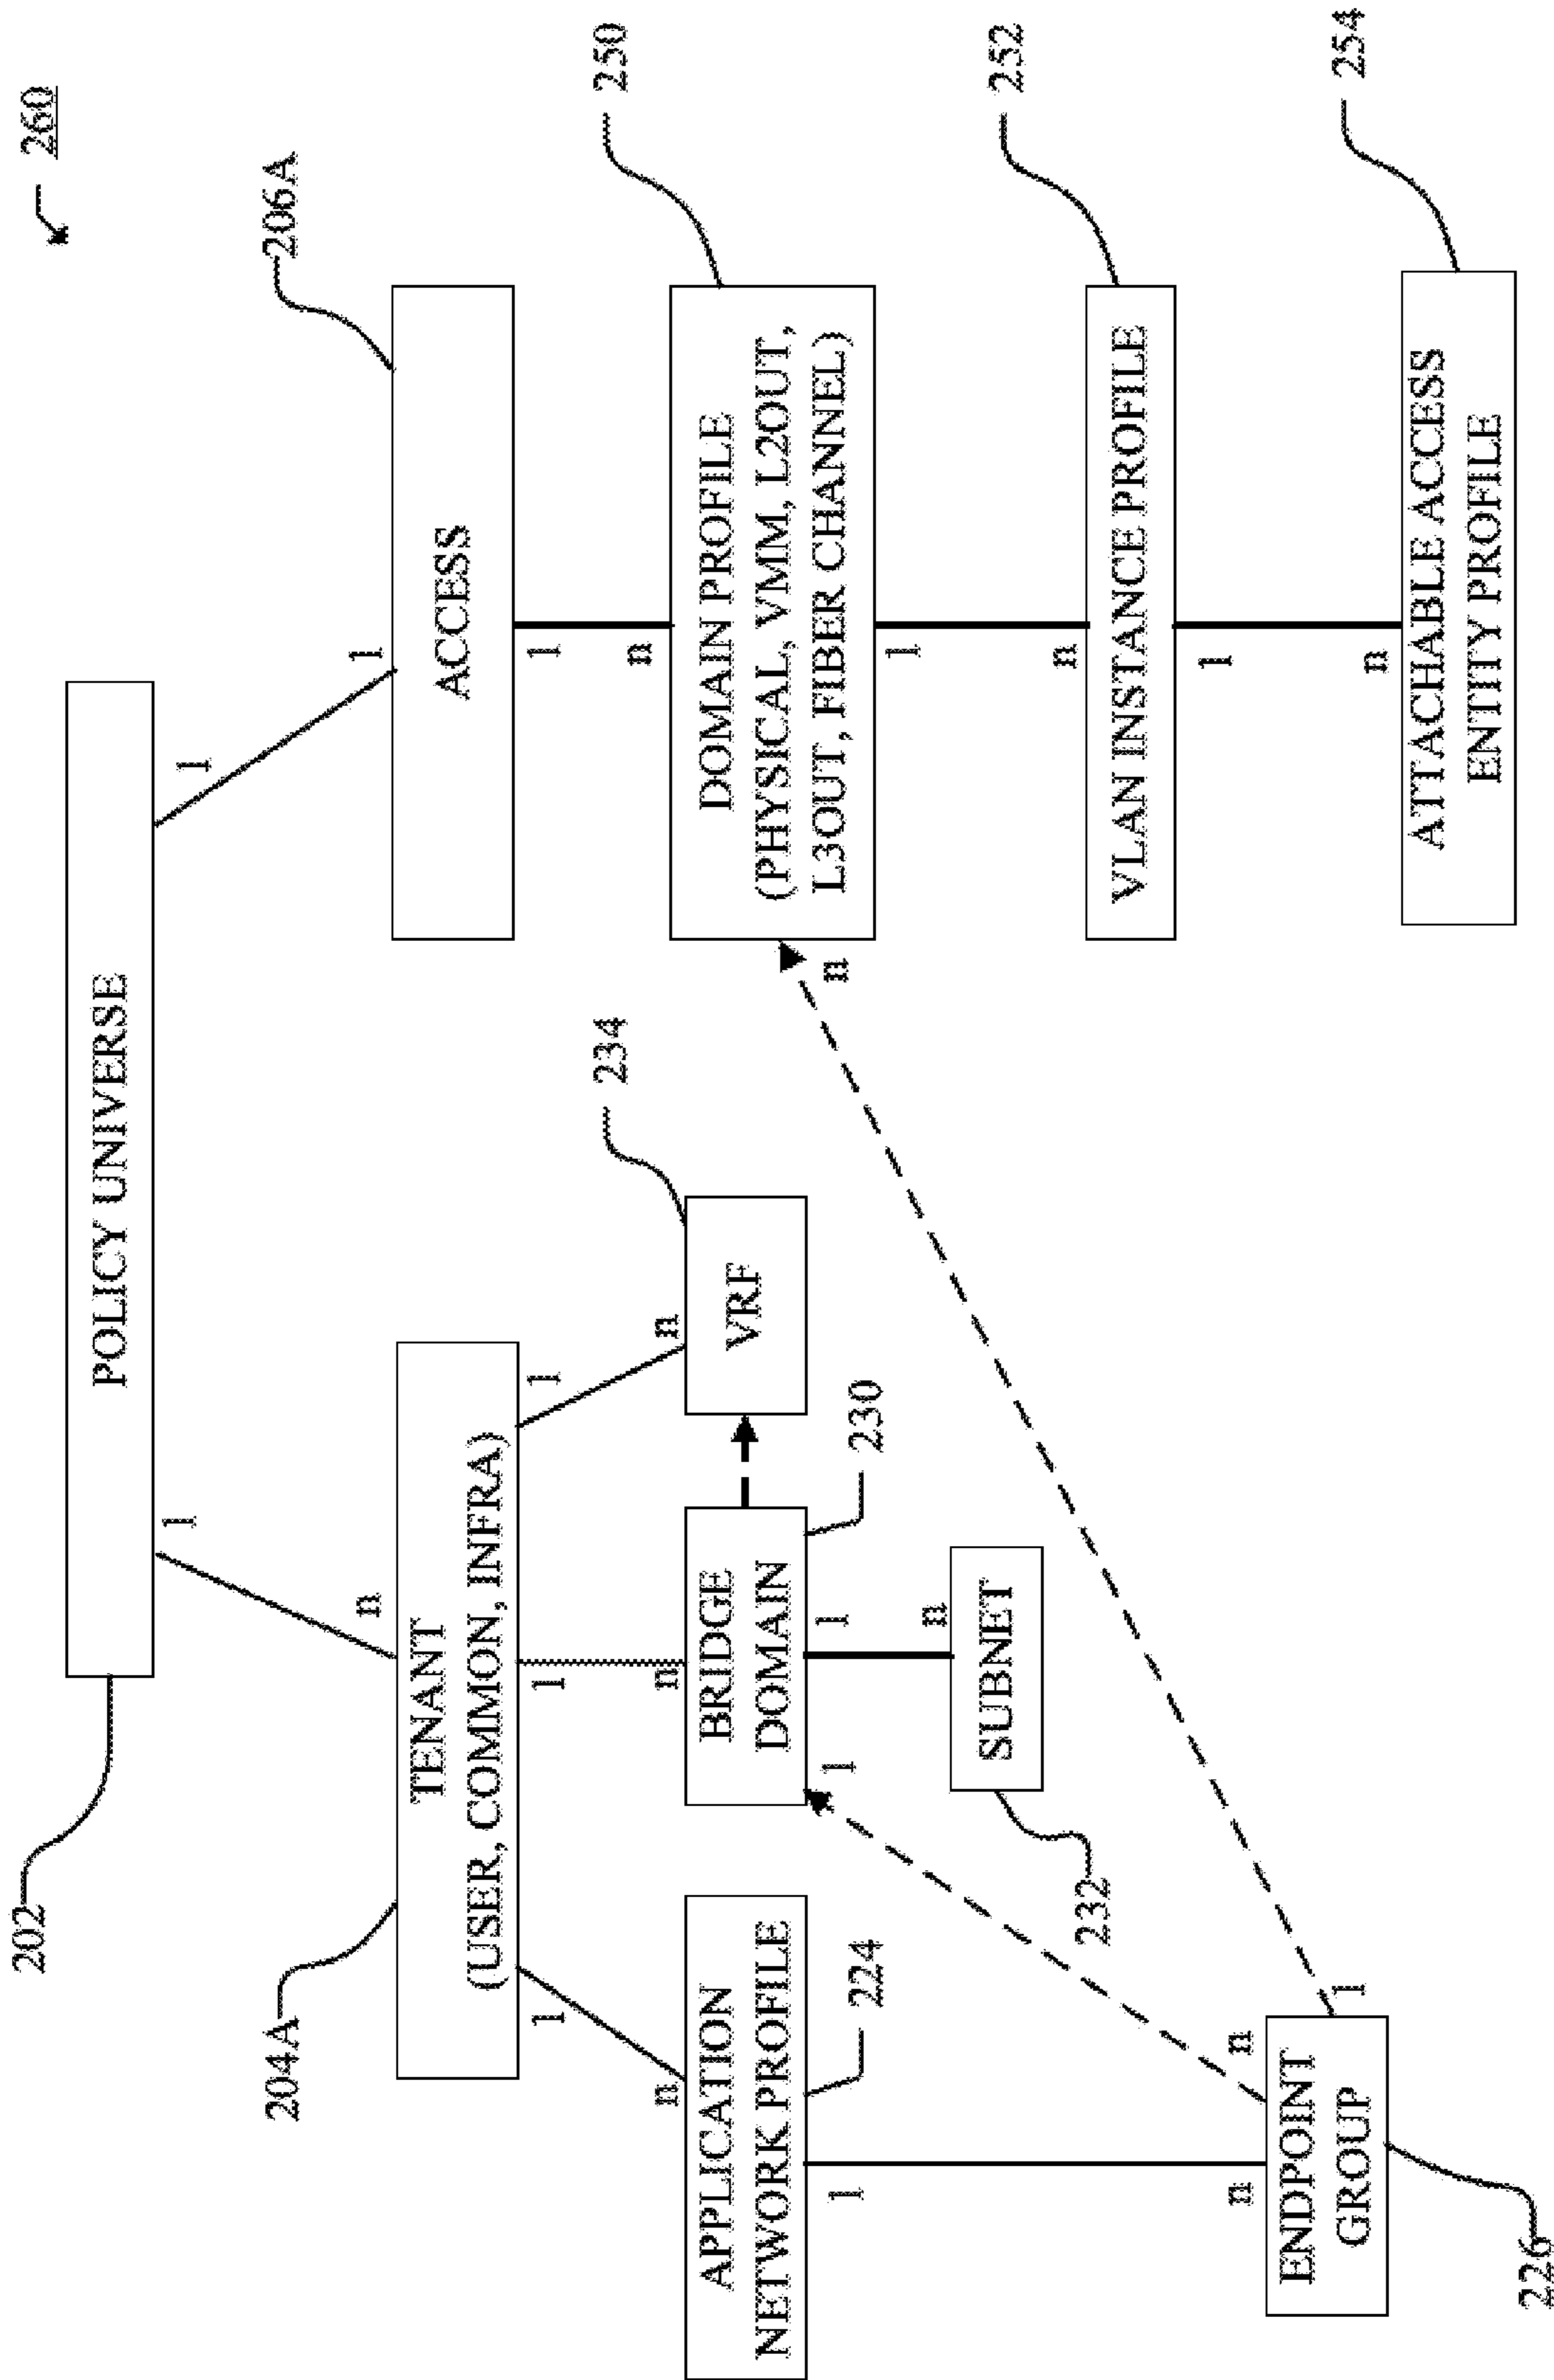 260
POLICY UNIVERSE
202
1
1
n
1
204A
TENANT
(USER, COMMON, INFRA)
206A
ACCESS
1
1
1
1
n
n
n
n
APPLICATION
NETWORK PROFILE
224
BRIDGE
DOMAIN
230
VRF
234
DOMAIN PROFILE
(PHYSICAL, VMM, L2OUT,
L3OUT, FIBER CHANNEL)
250
1
1
1
n
1
n
SUBNET
232
n
VLAN INSTANCE PROFILE
252
1
n
n
n
1
ENDPOINT
GROUP
226
ATTACHABLE ACCESS
ENTITY PROFILE
254